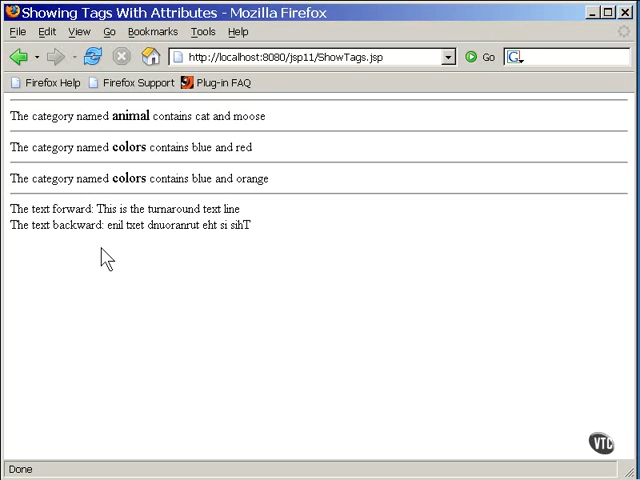 Showing Tags With Attributes - Mozilla Firefox
File Edit View Go Bookmarks Tools Help
http://localhost:8080/jsp11/ShowTags.jsp Go G
Firefox Help Firefox Support Plug-in FAQ
The category named animal contains cat and moose
The category named colors contains blue and red
The category named colors contains blue and orange
The text forward: This is the turnaround text line
The text backward: enil txet dnuoranrut eht si sihT
VTC
Done